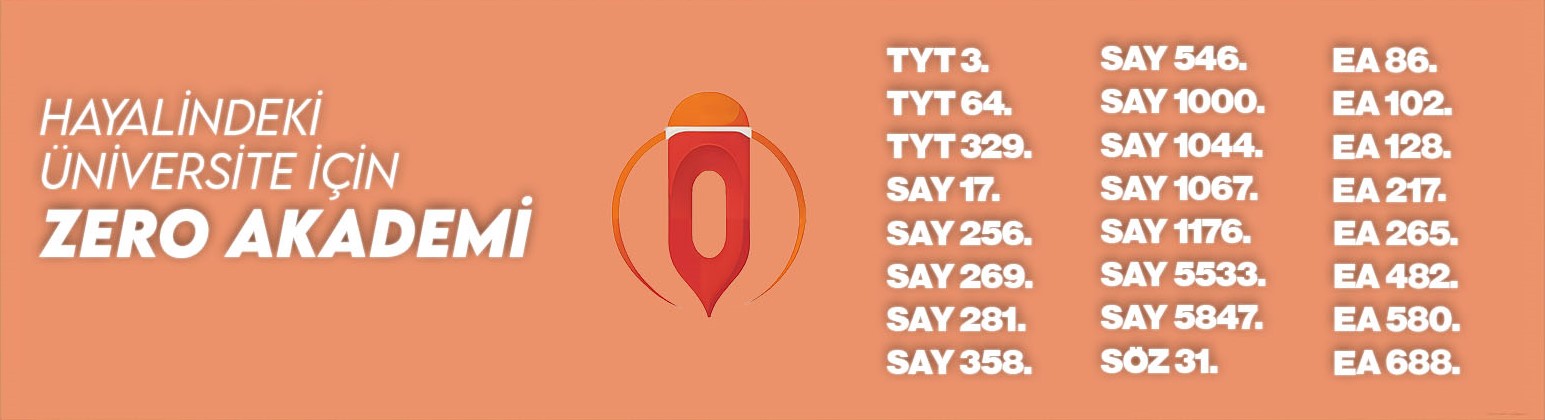 HAYALİNDEKİ
ÜNİVERSİTE İÇİN
ZERO AKADEMİ
TYT 3.
TYT 64.
TYT 329.
SAY 17.
SAY 256.
SAY 269.
SAY 281.
SAY 358.
SAY 546.
SAY 1000.
SAY 1044.
SAY 1067.
SAY 1176.
SAY 5533.
SAY 5847.
SÖZ 31.
EA 86.
EA 102.
EA 128.
EA 217.
EA 265.
EA 482.
EA 580.
EA 688.